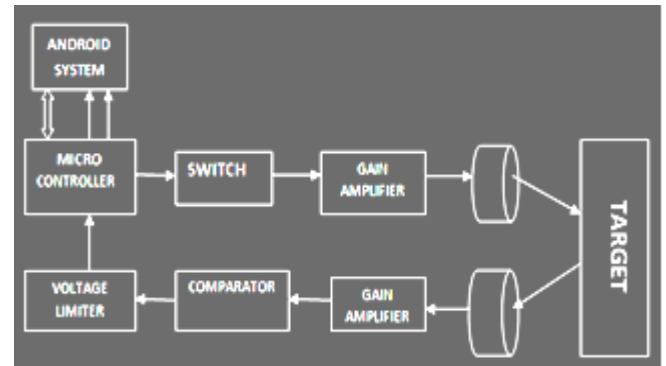 ANDROID
SYSTEM
MICRO
CONTROLLER
SWITCH
GAIN
AMPLIFIER
TARGET
VOLTAGE
LIMITER
COMPARATOR
GAIN
AMPLIFIER